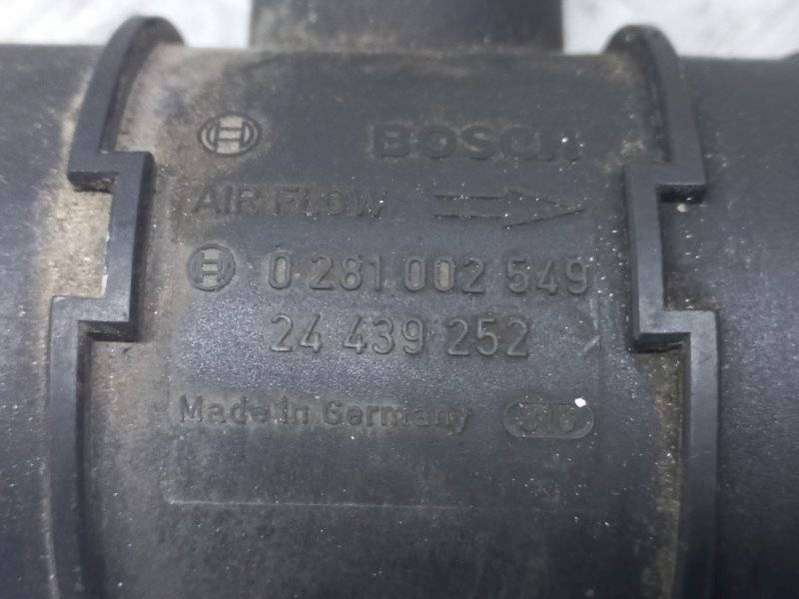 BOSCH
AIR FLOW
0 281 002 549
24 439 252
Made in Germany